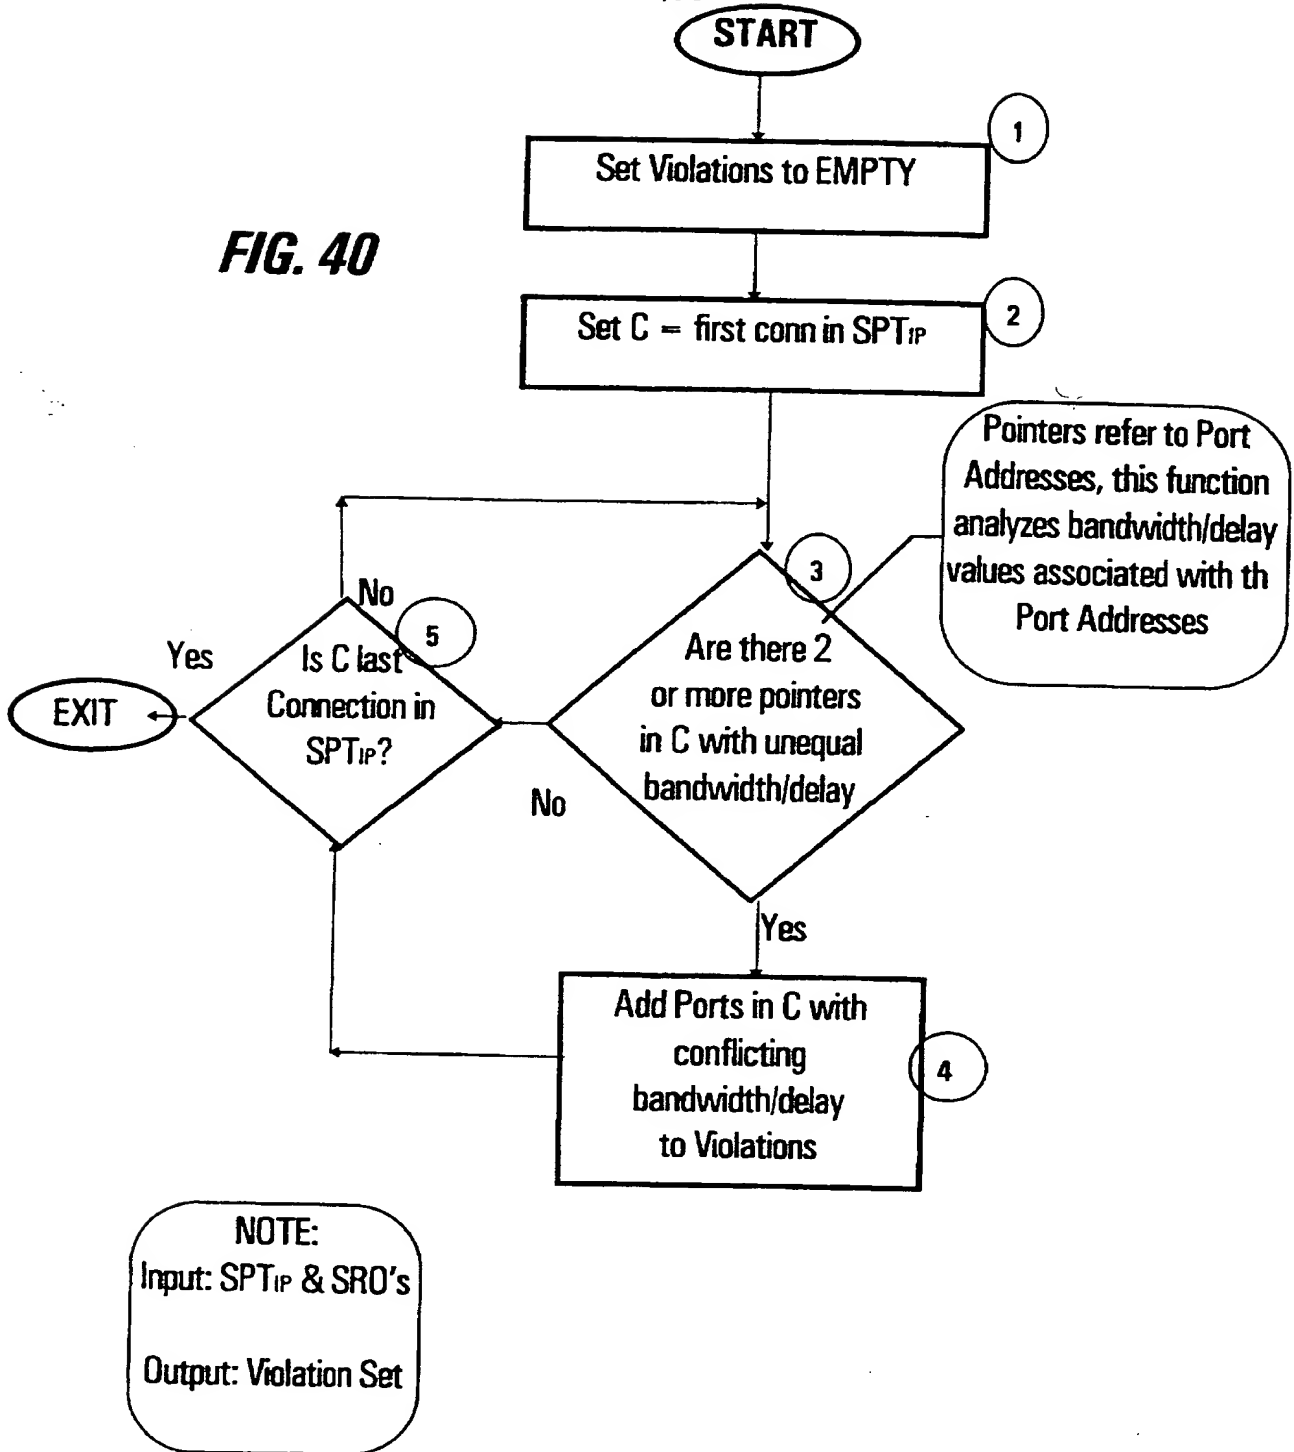 START
1
Set Violations to EMPTY
FIG. 40
2
Set C = first conn in SPTIP
Pointers refer to Port
Addresses, this function
analyzes bandwidth/delay
values associated with th
Port Addresses
3
Are there 2
or more pointers
in C with unequal
bandwidth/delay
No
5
Is C last
Connection in
SPTIP?
Yes
EXIT
No
Yes
Add Ports in C with
conflicting
bandwidth/delay
to Violations
4
NOTE:
Input: SPTIP & SRO's
Output: Violation Set